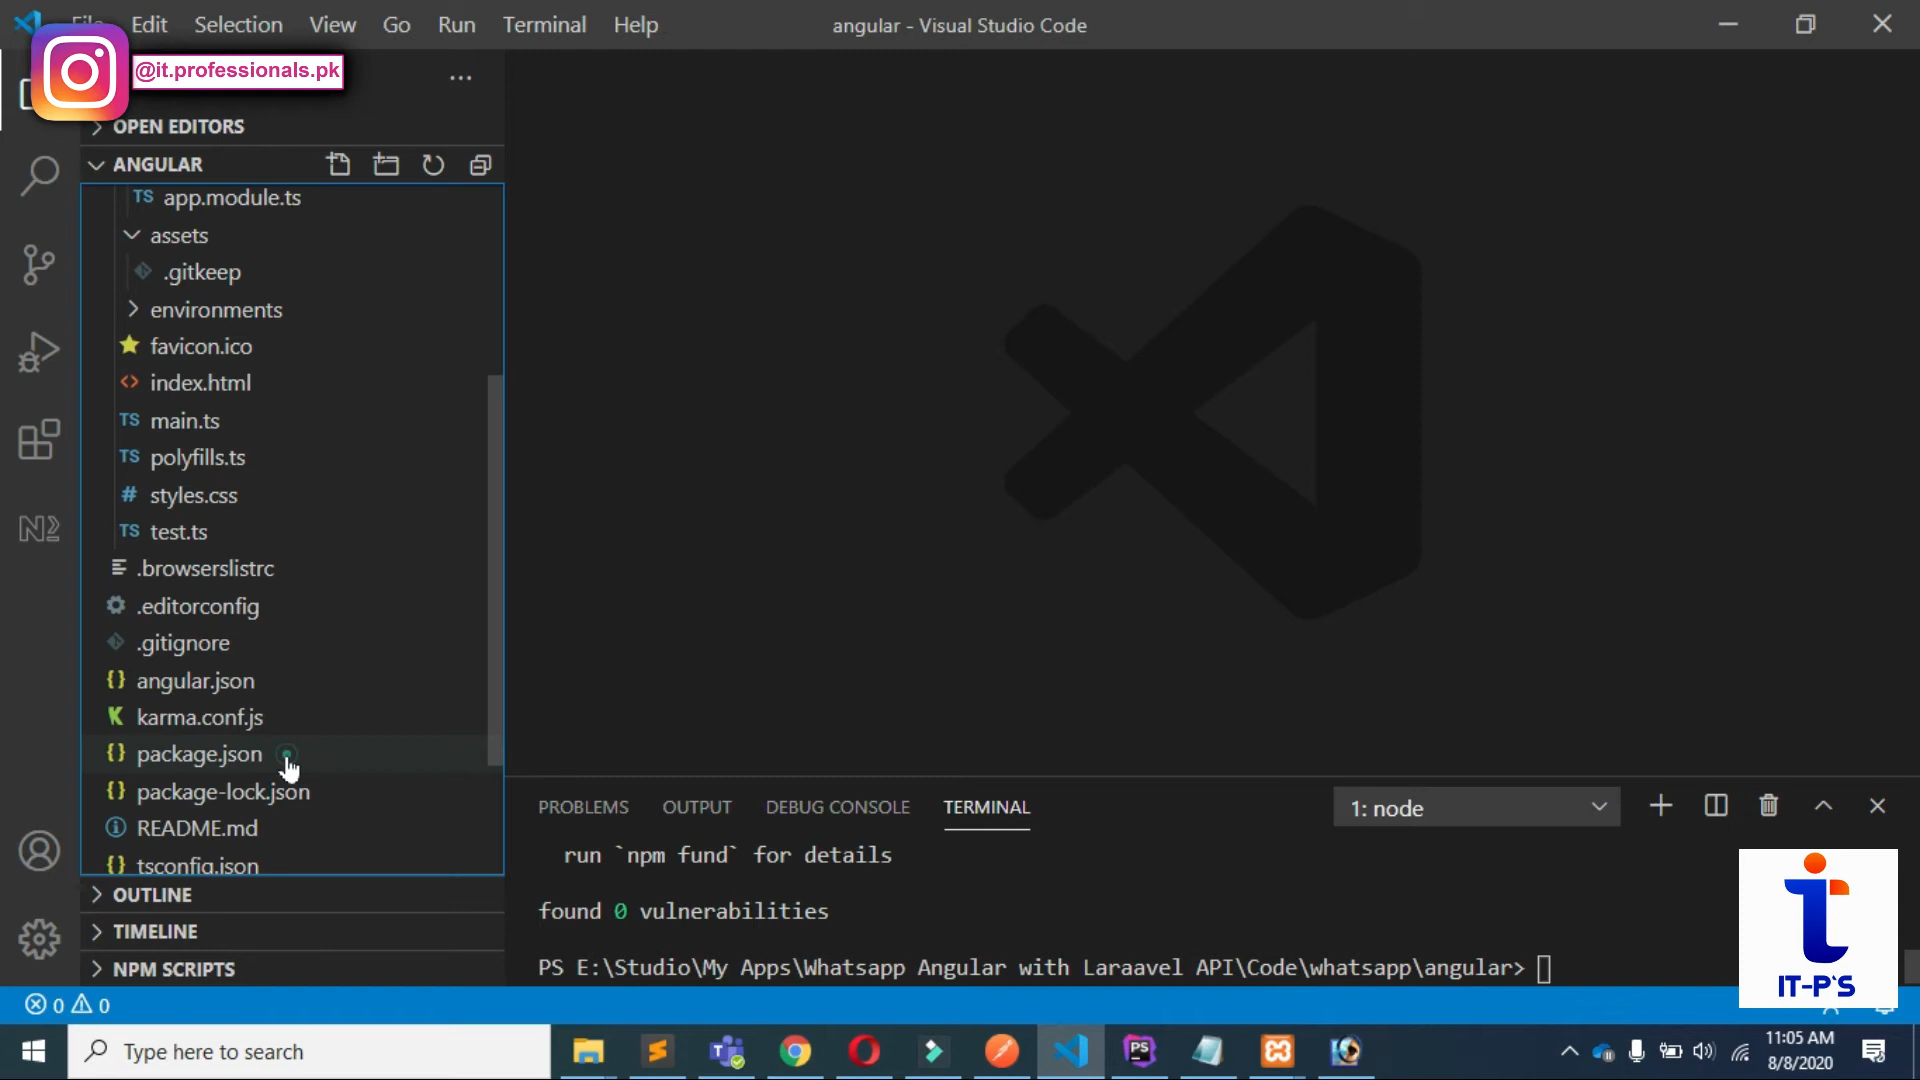 File Edit Selection View Go Run Terminal Help
angular - Visual Studio Code
@it.professionals.pk
OPEN EDITORS
ANGULAR
TS app.module.ts
assets
.gitkeep
environments
favicon.ico
<> index.html
TS main.ts
TS polyfills.ts
# styles.css
TS test.ts
.browserslistrc
.editorconfig
.gitignore
{} angular.json
karma.conf.js
{} package.json
{} package-lock.json
README.md
{} tsconfig.json
OUTLINE
TIMELINE
NPM SCRIPTS
PROBLEMS OUTPUT DEBUG CONSOLE TERMINAL
1: node
run `npm fund` for details
found 0 vulnerabilities
PS E:\Studio\My Apps\Whatsapp Angular with Laraavel API\Code\whatsapp\angular>
IT-P'S
0 0
Type here to search
11:05 AM
8/8/2020